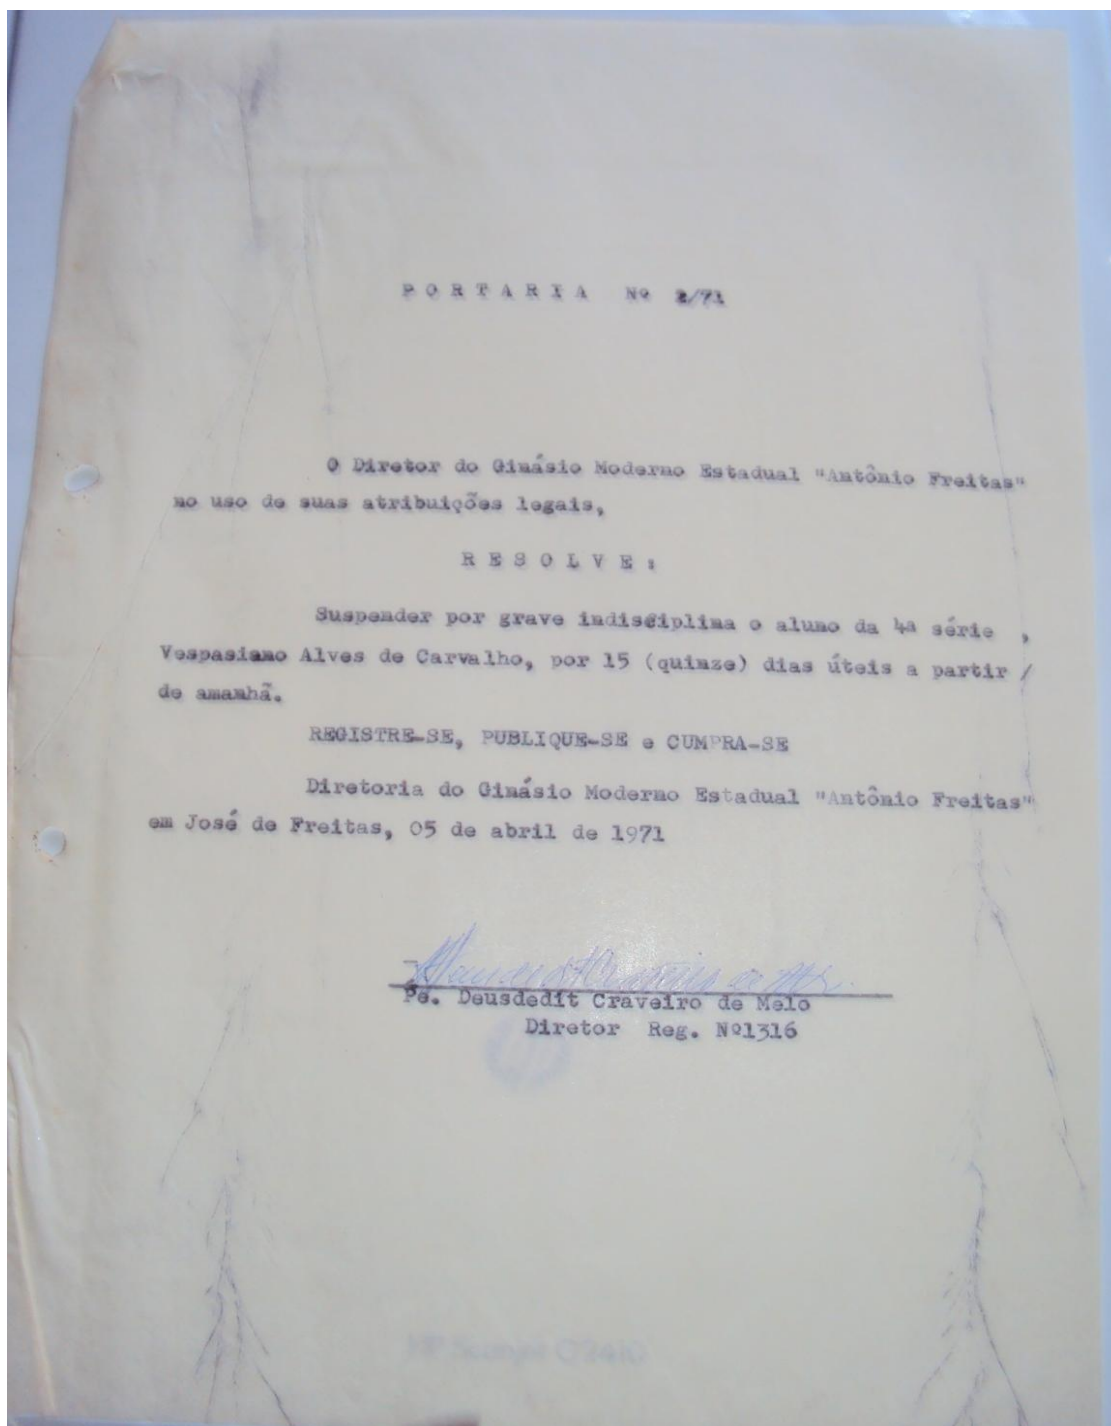 PORTARIA Nº 2/71
O Diretor do Ginásio Moderno Estadual "Antônio Freitas"
no uso de suas atribuições legais,
RESOLVE:
Suspender por grave indisciplina o aluno da 4a série ,
Vespasiano Alves de Carvalho, por 15 (quinze) dias úteis a partir /
de amanhã.
REGISTRE-SE, PUBLIQUE-SE e CUMPRA-SE
Diretoria do Ginásio Moderno Estadual "Antônio Freitas"
em José de Freitas, 05 de abril de 1971
Pe. Deusdedit Craveiro de Melo
Diretor Reg. Nº1316